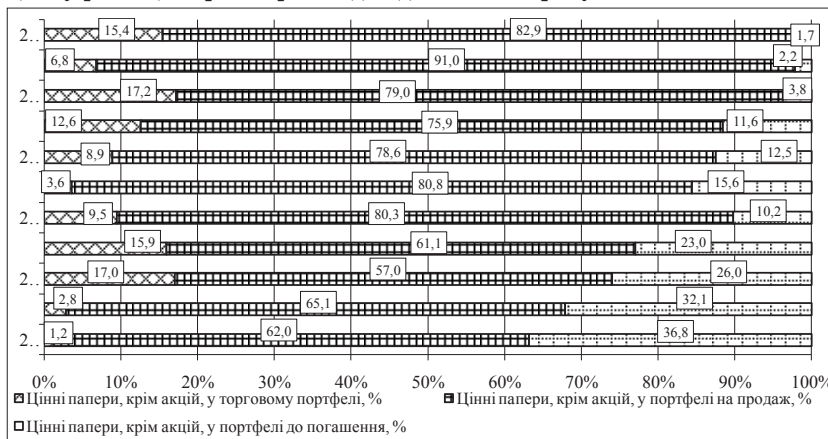 2..
15,4 82,9 1,7
6,8 91,0 2,2
2..
17,2 79,0 3,8
12,6 75,9 11,6
2..
8,9 78,6 12,5
3,6 80,8 15,6
2..
9,5 80,3 10,2
15,9 61,1 23,0
2..
17,0 57,0 26,0
2,8 65,1 32,1
2..
1,2 62,0 36,8
0% 10% 20% 30% 40% 50% 60% 70% 80% 90% 100%
Цінні папери, крім акцій, у торговому портфелі, % Цінні папери, крім акцій, у портфелі на продаж, %
Цінні папери, крім акцій, у портфелі до погашення, %